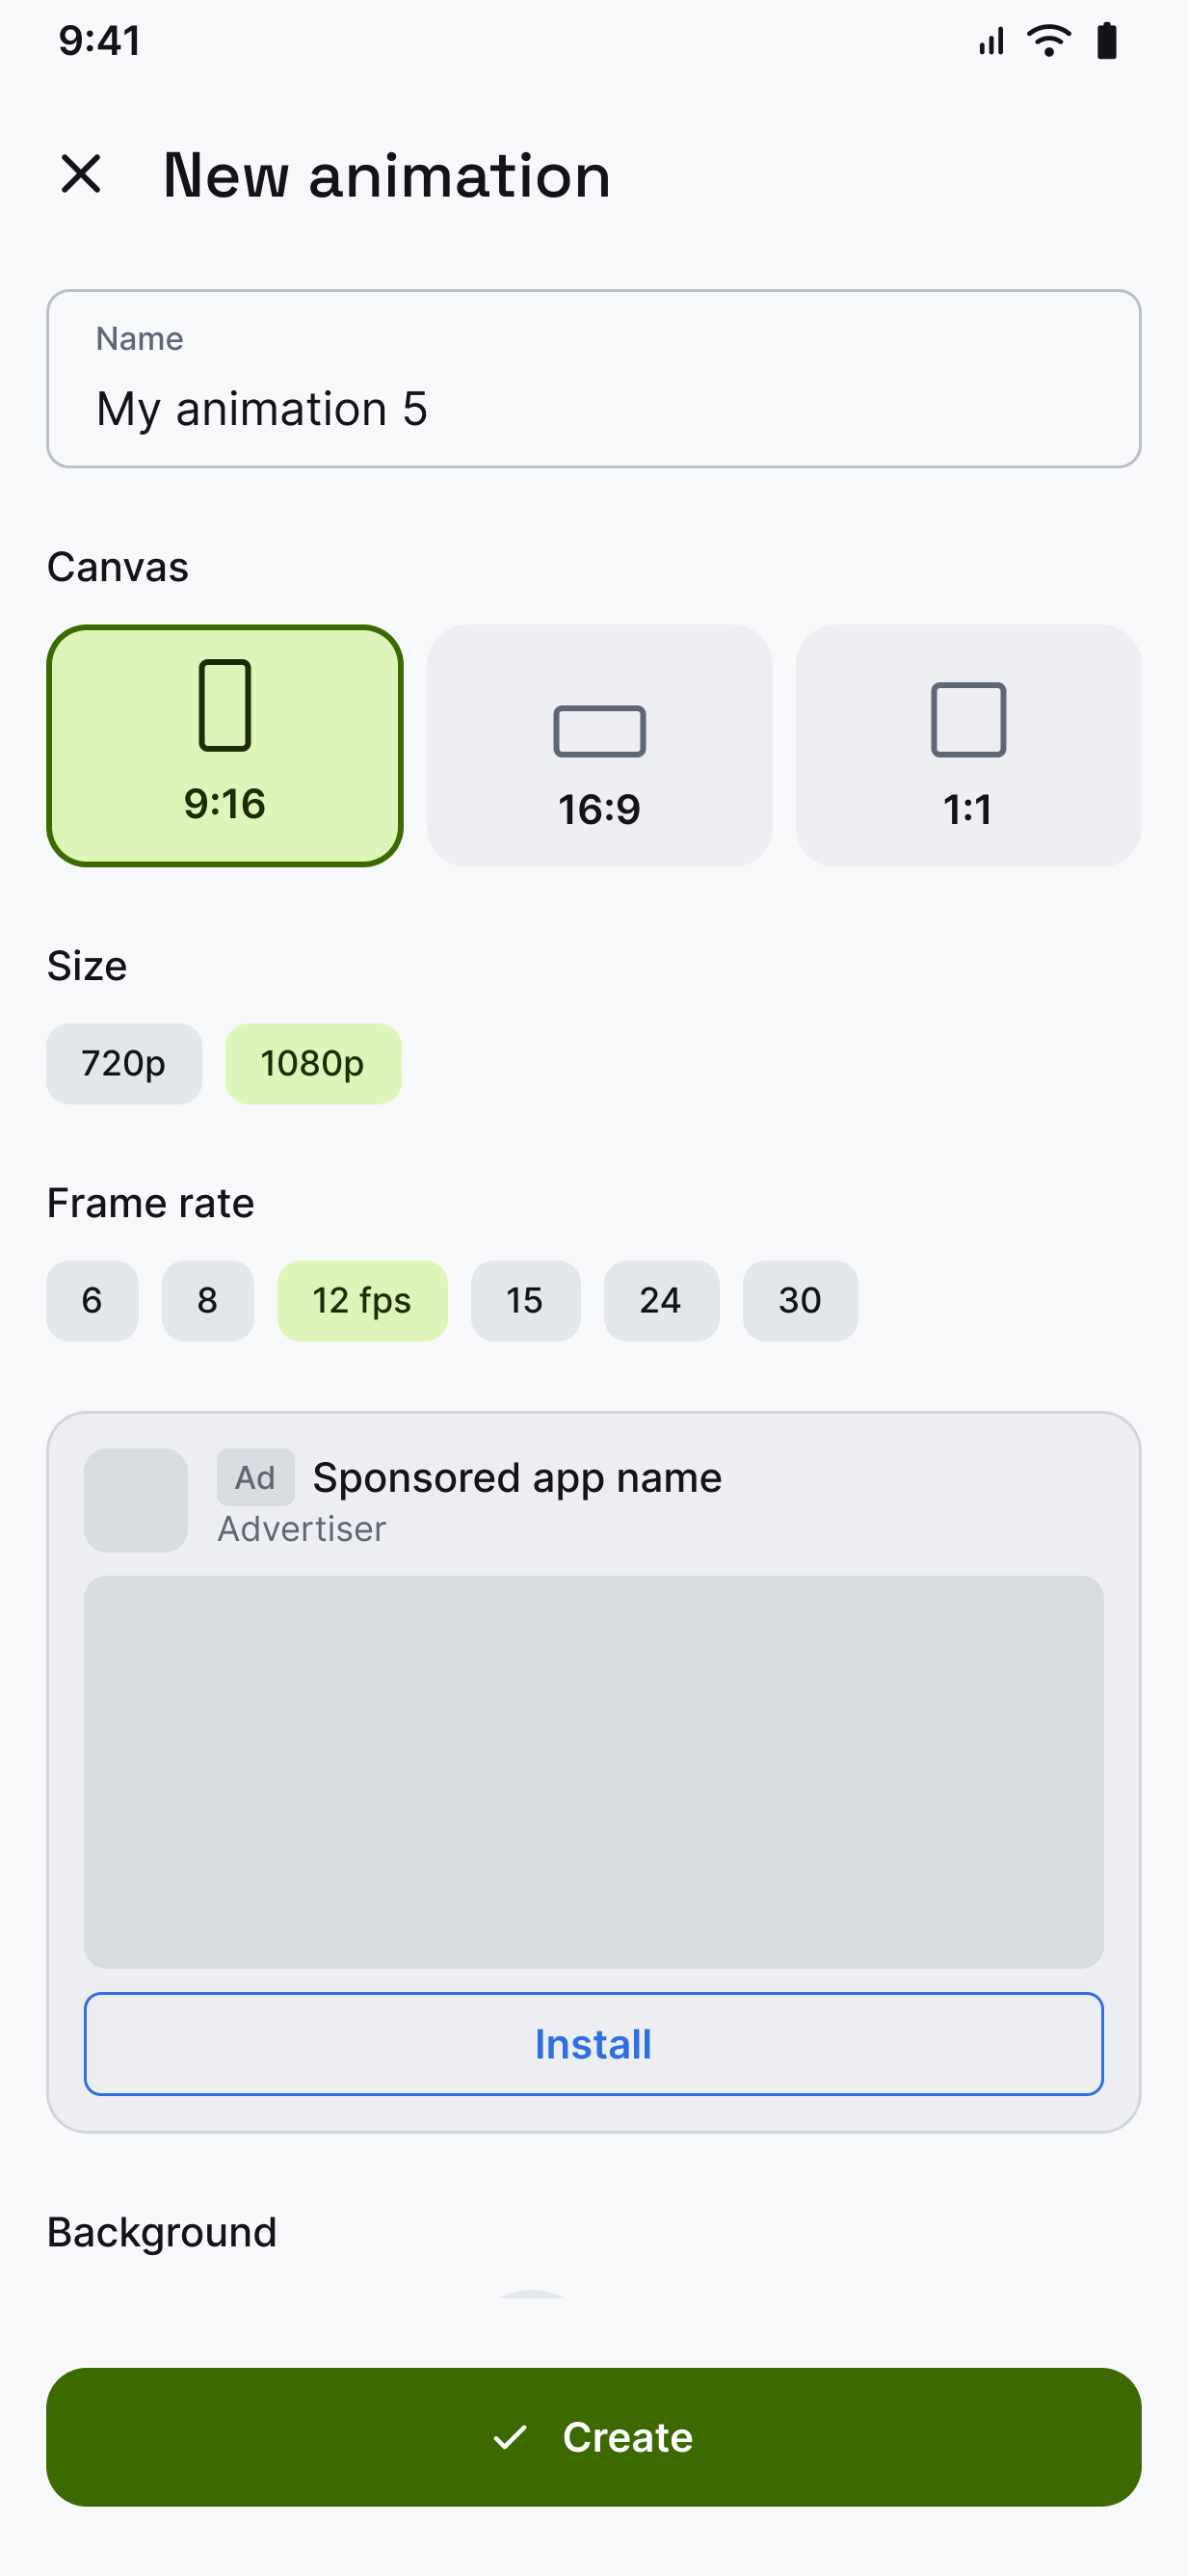 9:41
New animation
Name
My animation 5
Canvas
9:16 16:9 1:1
Size
720p 1080p
Frame rate
6 8 12 fps 15 24 30
Ad Sponsored app name
Advertiser
Install
Background
Create